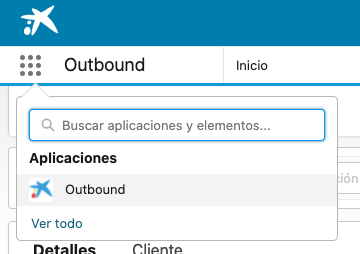 Outbound
Inicio
Buscar aplicaciones y elementos...
Aplicaciones
Outbound
Ver todo
Detalles
Cliente